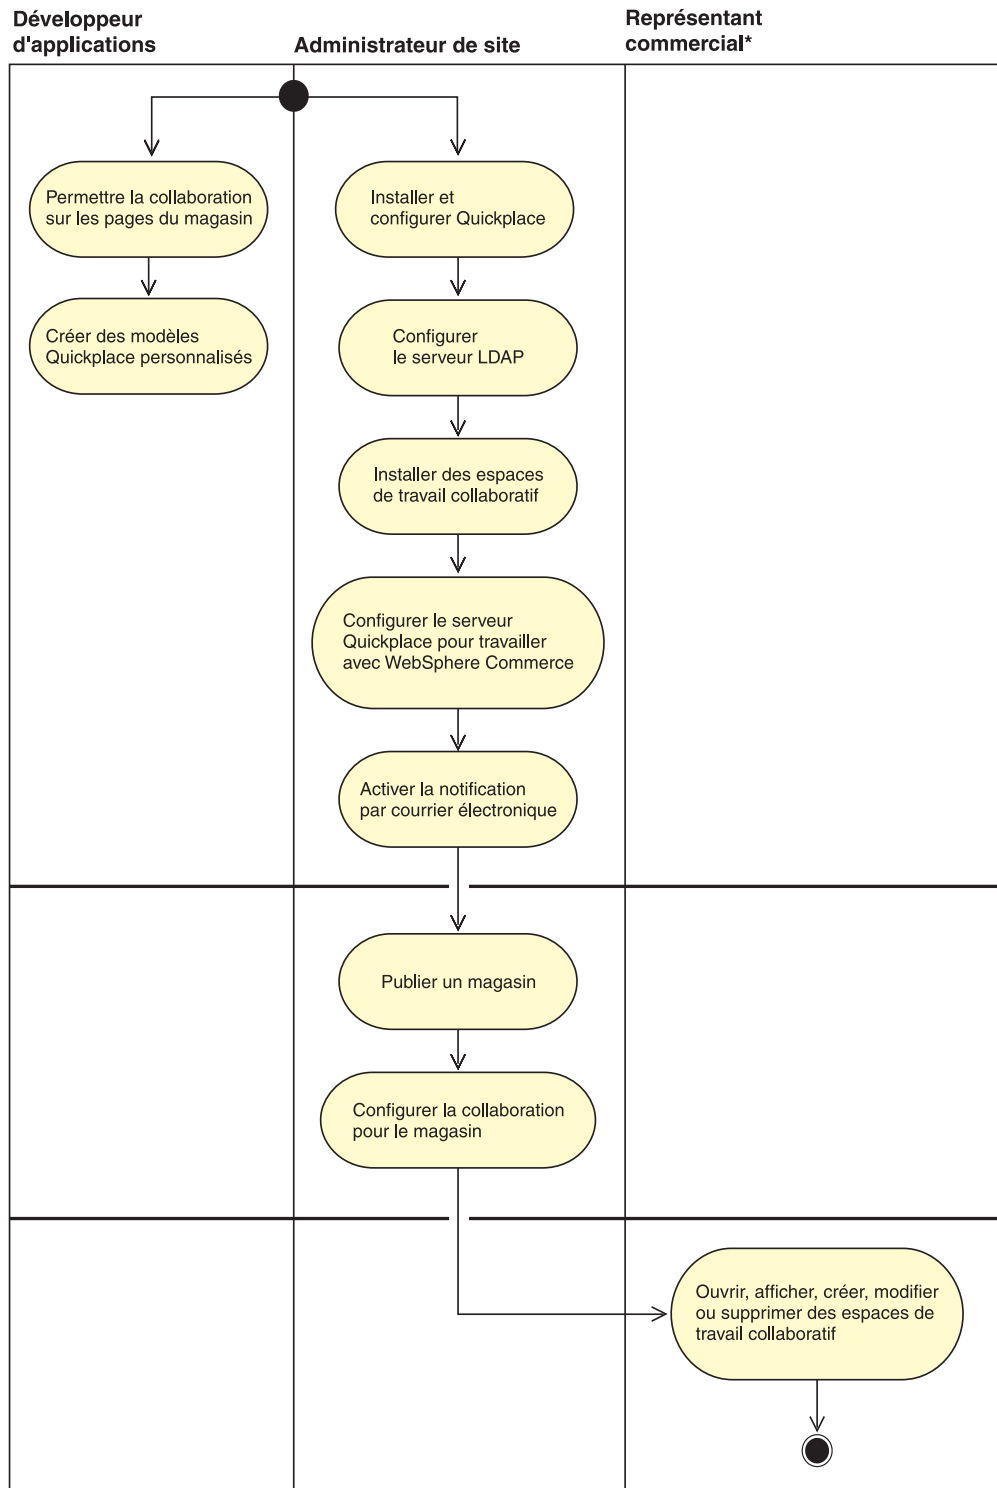 Développeur
d'applications
Administrateur de site
Représentant
commercial*
Permettre la collaboration
sur les pages du magasin
Installer et
configurer Quickplace
Créer des modèles
Quickplace personnalisés
Configurer
le serveur LDAP
Installer des espaces
de travail collaboratif
Configurer le serveur
Quickplace pour travailler
avec WebSphere Commerce
Activer la notification
par courrier électronique
Publier un magasin
Configurer la collaboration
pour le magasin
Ouvrir, afficher, créer, modifier
ou supprimer des espaces de
travail collaboratif